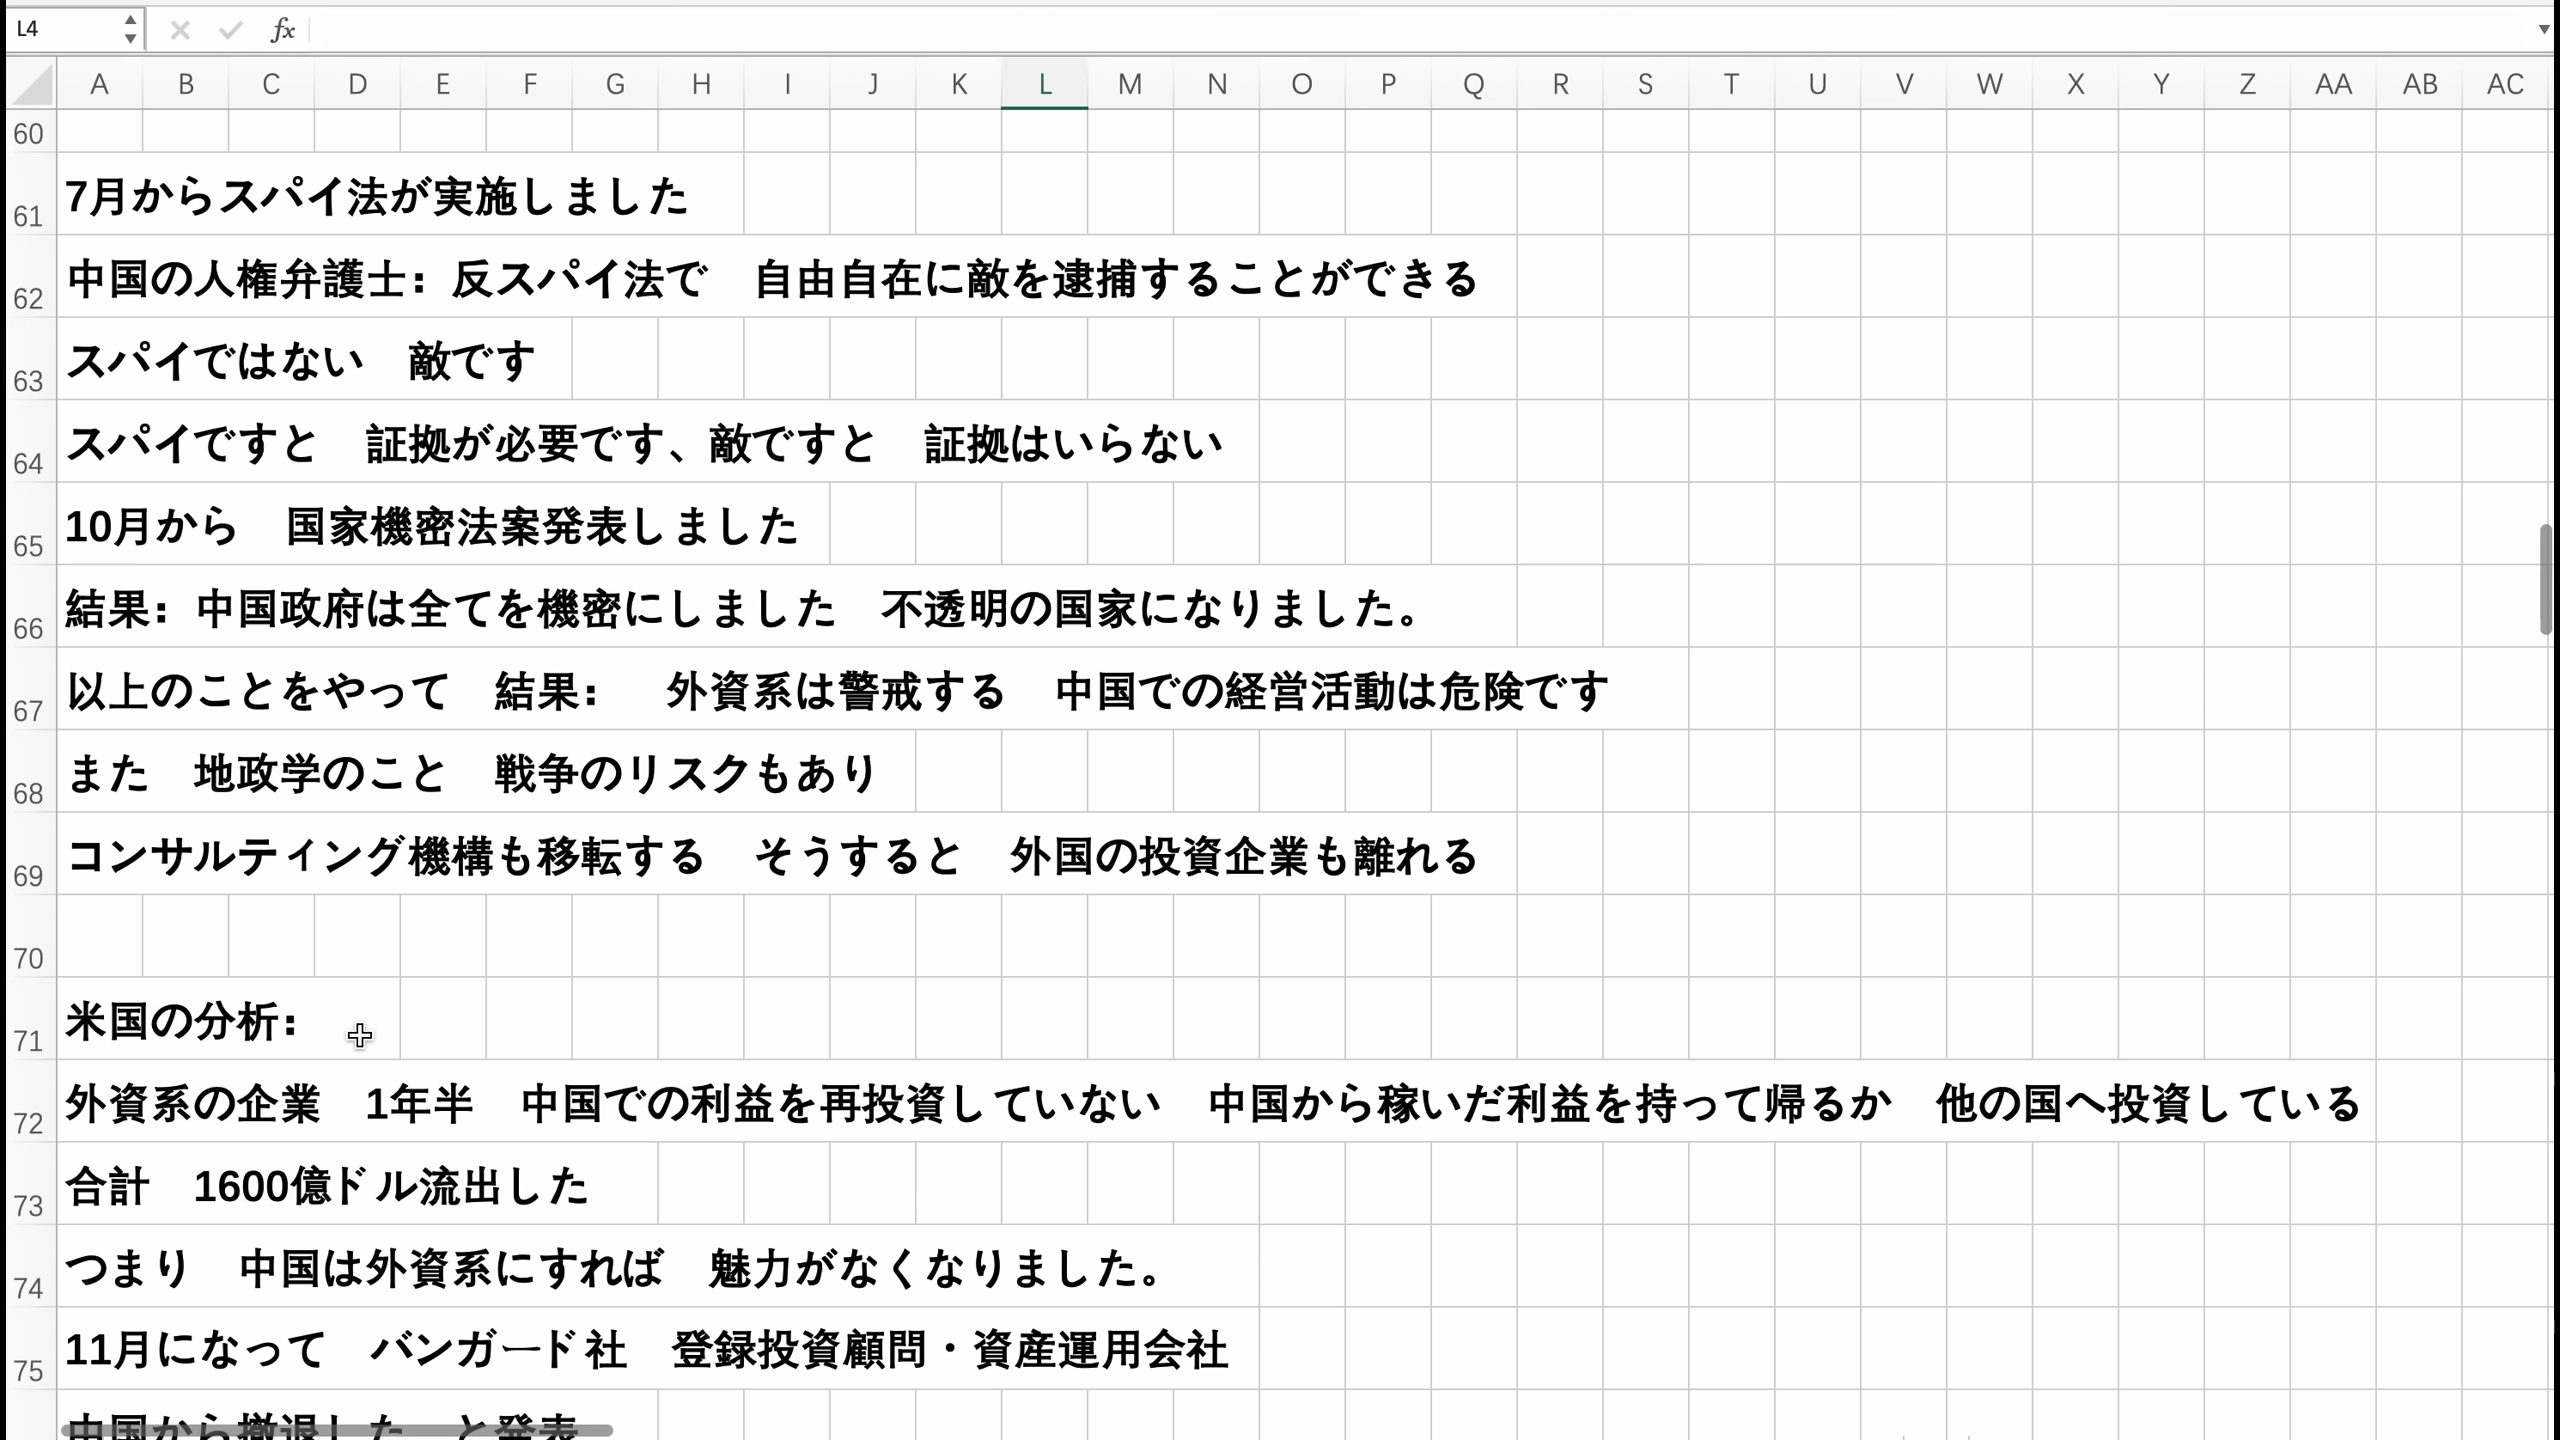 L4 fx
A B C D E F G H I J K L M N O P Q R S T U V W X Y Z AA AB AC
60
61 7月からスパイ法が実施しました
62 中国の人権弁護士：反スパイ法で　自由自在に敵を逮捕することができる
63 スパイではない　敵です
64 スパイですと　証拠が必要です、敵ですと　証拠はいらない
65 10月から　国家機密法案発表しました
66 結果：中国政府は全てを機密にしました　不透明の国家になりました。
67 以上のことをやって　結果：　外資系は警戒する　中国での経営活動は危険です
68 また　地政学のこと　戦争のリスクもあり
69 コンサルティング機構も移転する　そうすると　外国の投資企業も離れる
70
71 米国の分析：
72 外資系の企業　1年半　中国での利益を再投資していない　中国から稼いだ利益を持って帰るか　他の国へ投資している
73 合計　1600億ドル流出した
74 つまり　中国は外資系にすれば　魅力がなくなりました。
75 11月になって　バンガード社　登録投資顧問・資産運用会社
中国から撤退した　と発表